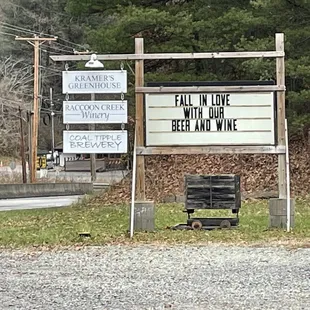 KRAMER'S
GREENHOUSE
RACCOON CREEK
Winery
COAL TIPPLE
BREWERY
FALL IN LOVE
WITH OUR
BEER AND WINE